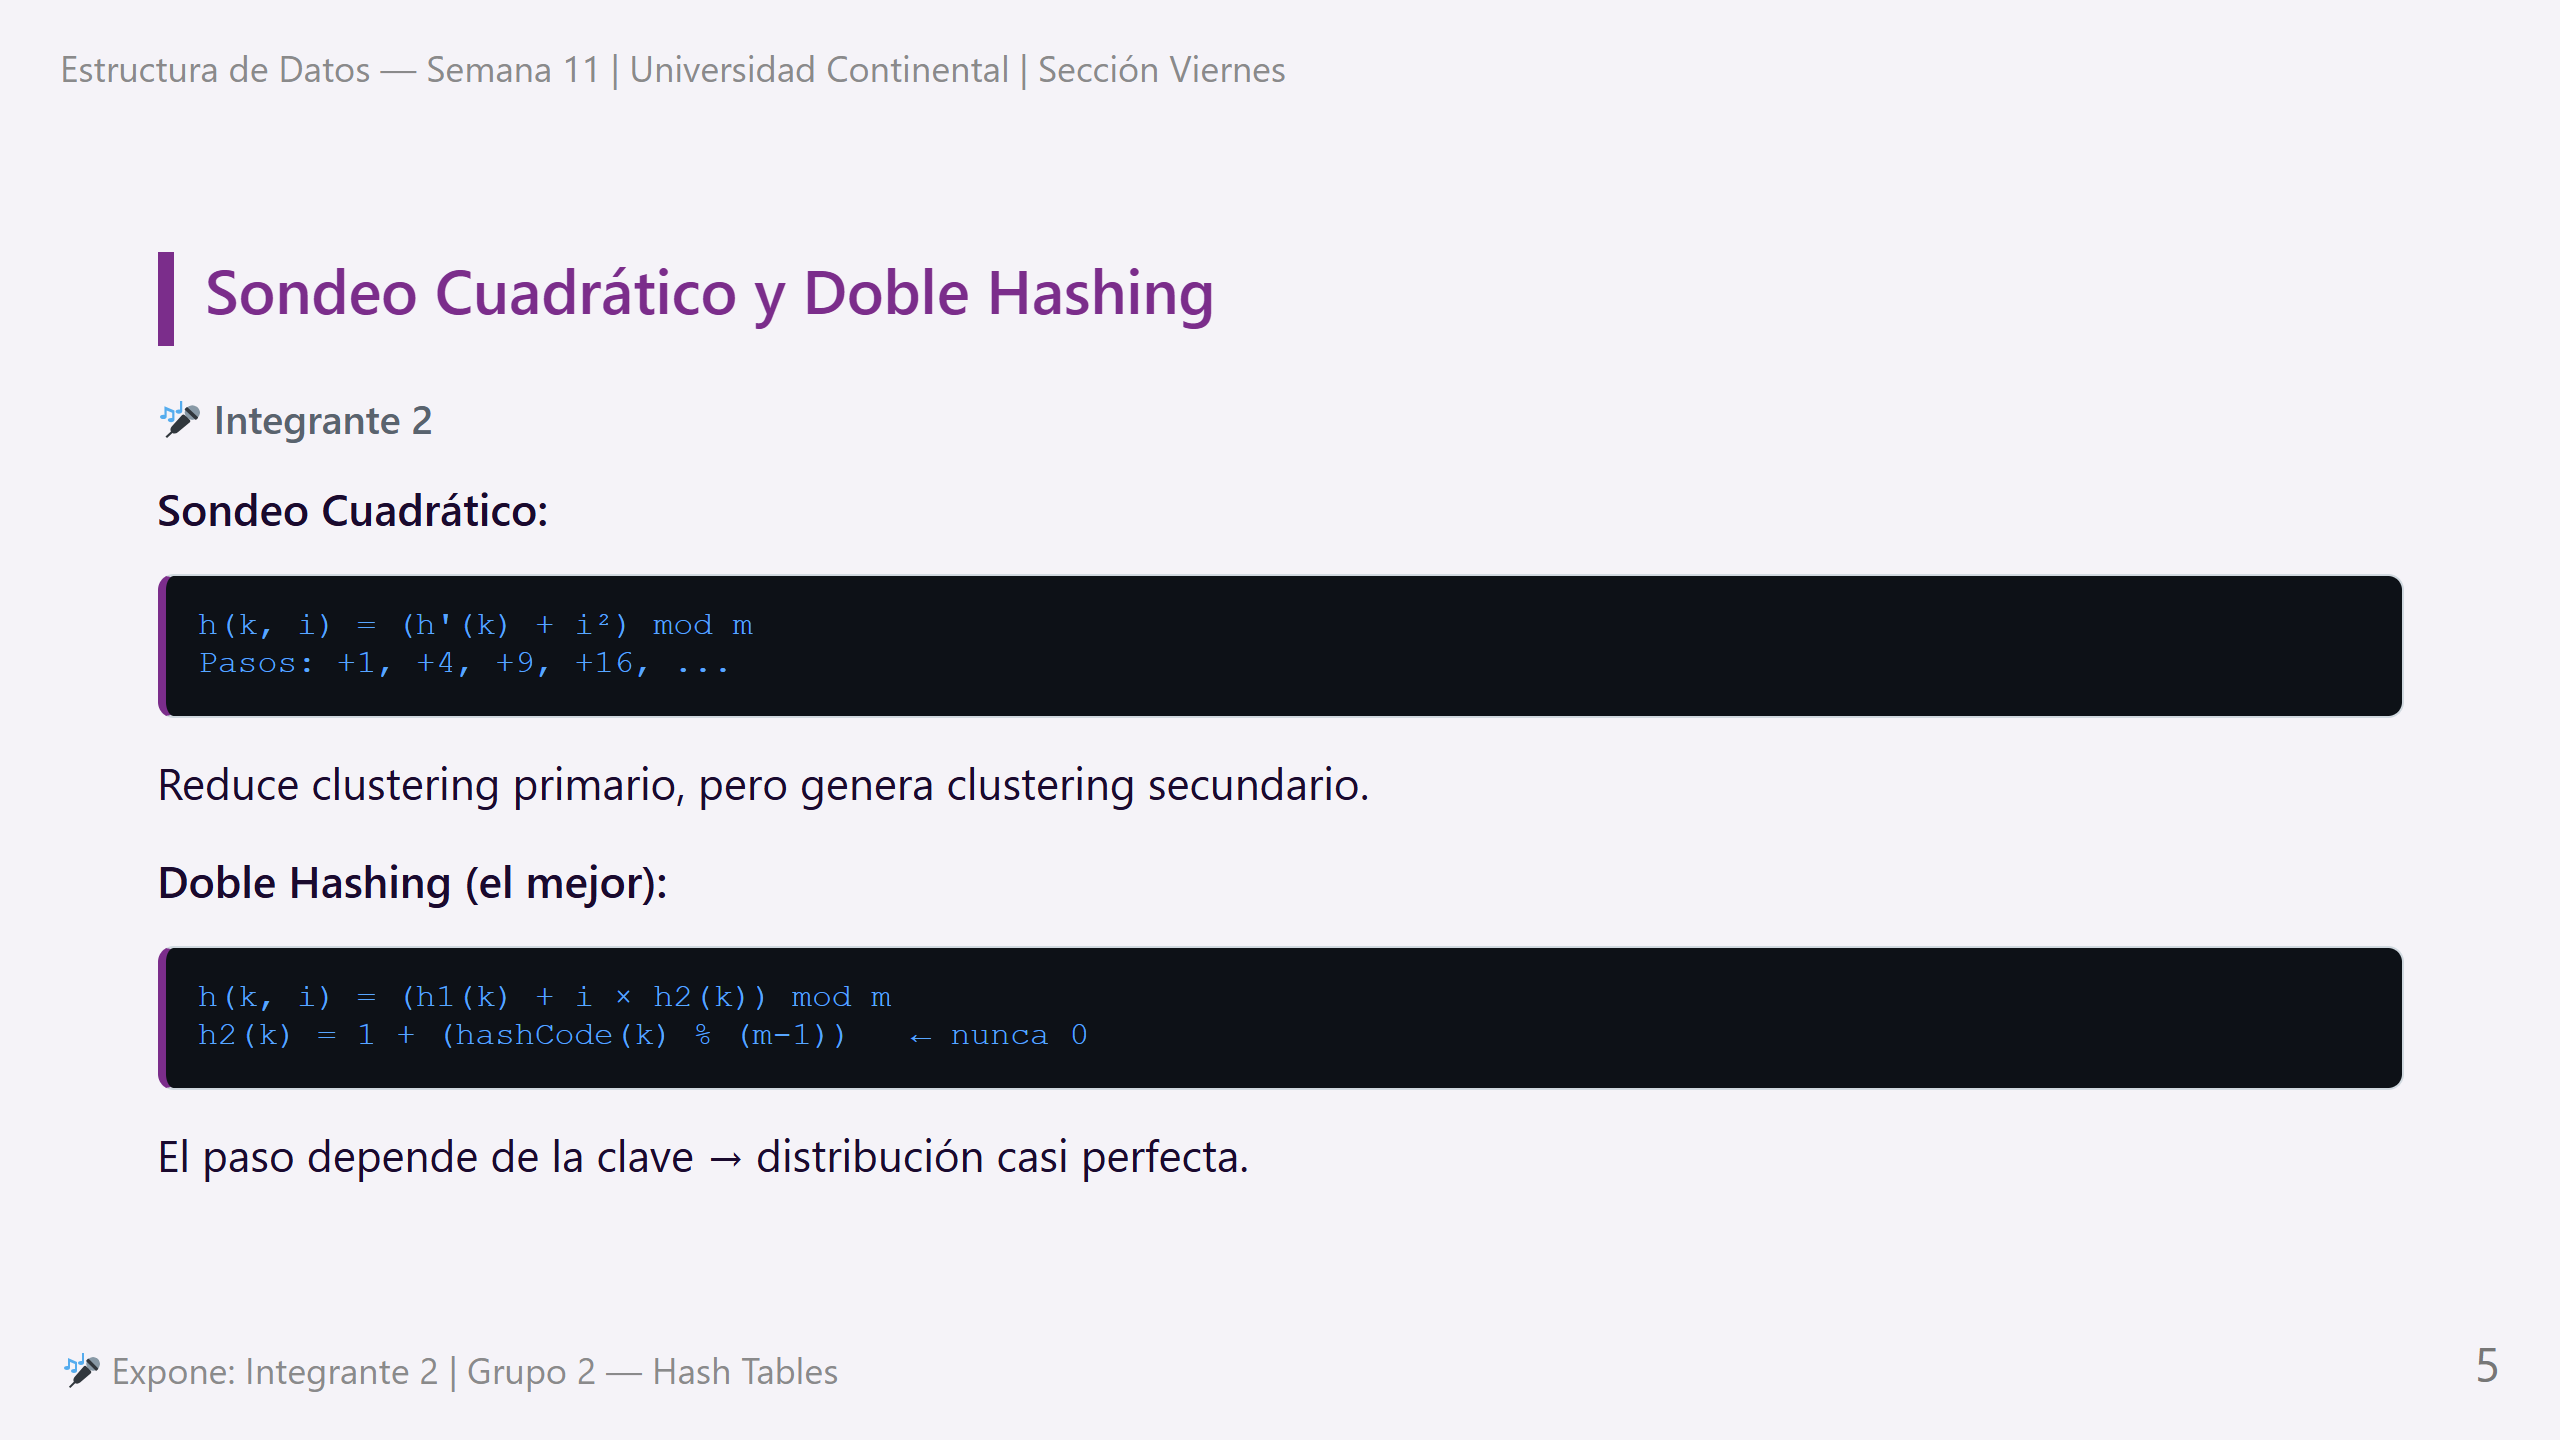 Estructura de Datos — Semana 11 | Universidad Continental | Sección Viernes
Sondeo Cuadrático y Doble Hashing
🎤 Integrante 2
Sondeo Cuadrático:
h(k, i) = (h'(k) + i²) mod m
Pasos: +1, +4, +9, +16, ...
Reduce clustering primario, pero genera clustering secundario.
Doble Hashing (el mejor):
h(k, i) = (h1(k) + i × h2(k)) mod m
h2(k) = 1 + (hashCode(k) % (m-1))   ← nunca 0
El paso depende de la clave → distribución casi perfecta.
🎤 Expone: Integrante 2 | Grupo 2 — Hash Tables
5